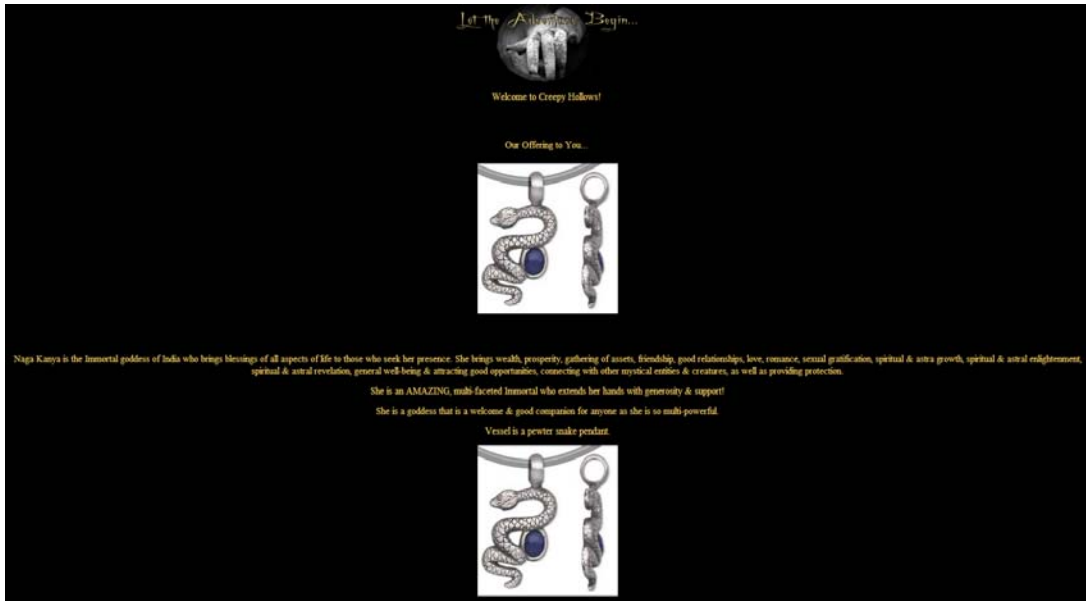 Let the Adventure Begin...
Welcome to Creepy Hollows!
Our Offering to You...
Naga Kanya is the Immortal goddess of India who brings blessings of all aspects of life to those who seek her presence. She brings wealth, prosperity, gathering of assets, friendship, good relationships, love, romance, sexual gratification, spiritual & astra growth, spiritual & astral enlightenment,
spiritual & astral revelation, general well-being & attracting good opportunities, connecting with other mystical entities & creatures, as well as providing protection.
She is an AMAZING, multi-faceted Immortal who extends her hands with generosity & support!
She is a goddess that is a welcome & good companion for anyone as she is so multi-powerful.
Vessel is a pewter snake pendant.